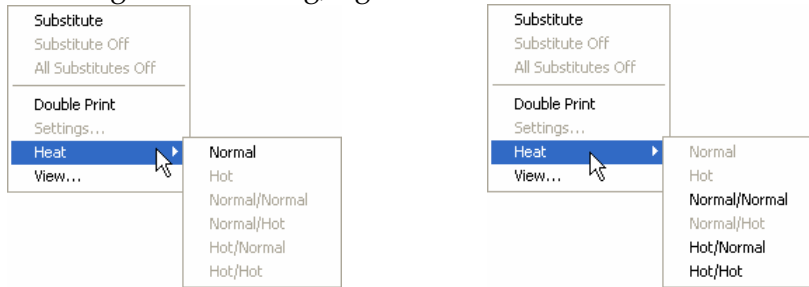 Substitute
Substitute Off
All Substitutes Off
Double Print
Settings...
Heat
View...
Normal
Hot
Normal/Normal
Normal/Hot
Hot/Normal
Hot/Hot
Substitute
Substitute Off
All Substitutes Off
Double Print
Settings...
Heat
View...
Normal
Hot
Normal/Normal
Normal/Hot
Hot/Normal
Hot/Hot